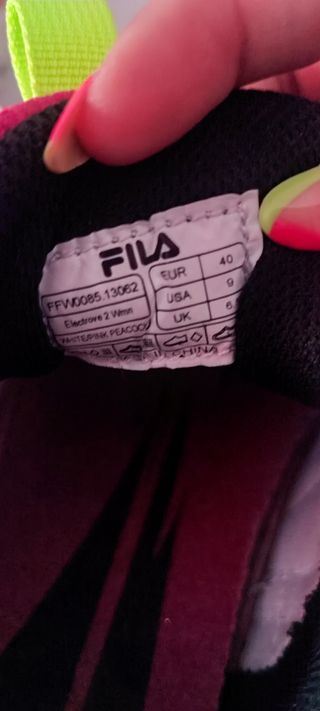 FILA
FFW0085.13062
Electrove 2 Wmn
WHITE/PINK PEACOCK
EUR 40
USA 9
UK 6
CHINA